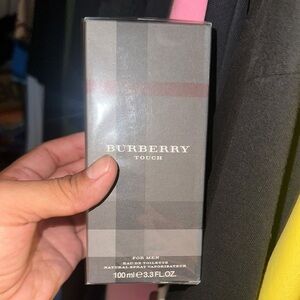 BURBERRY
TOUCH
FOR MEN
EAU DE TOILETTE
NATURAL SPRAY VAPORISATEUR
100 ml ℮ 3.3 FL.OZ.